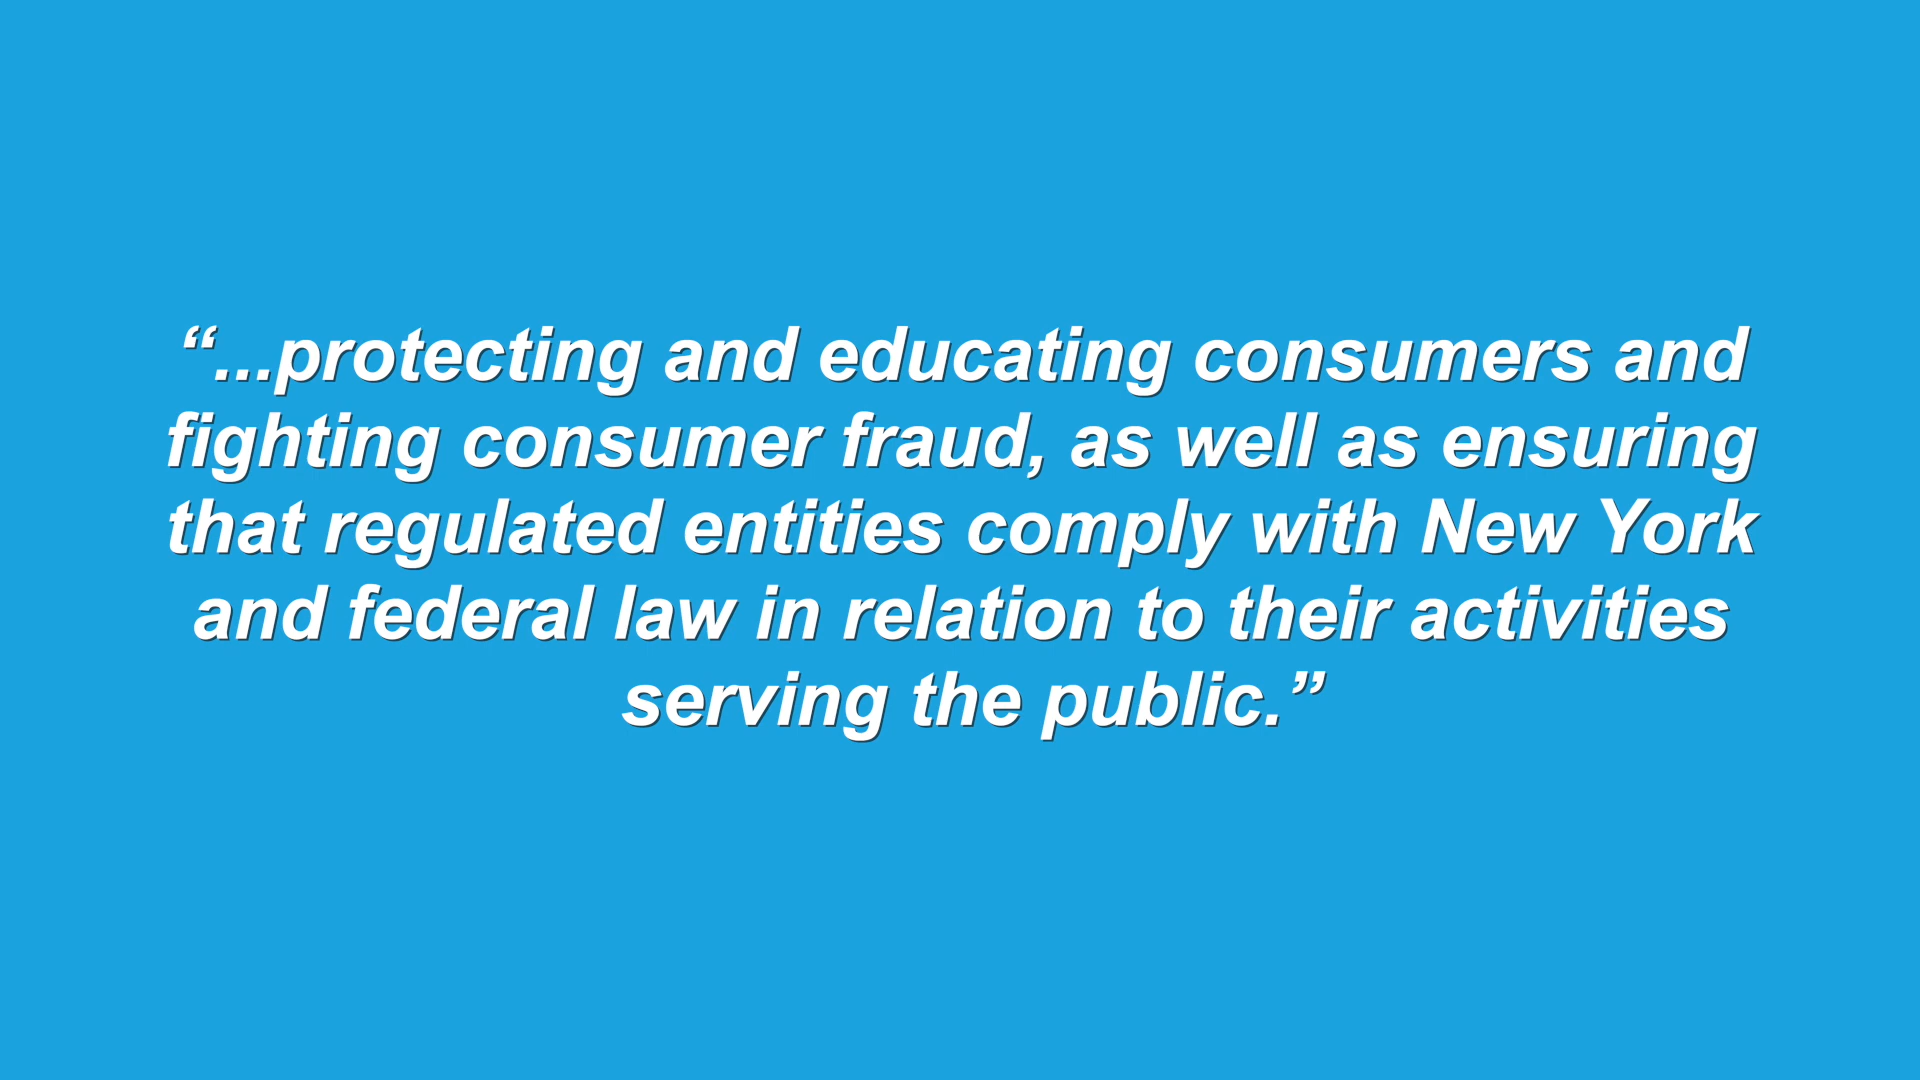 “...protecting and educating consumers and
fighting consumer fraud, as well as ensuring
that regulated entities comply with New York
and federal law in relation to their activities
serving the public.”